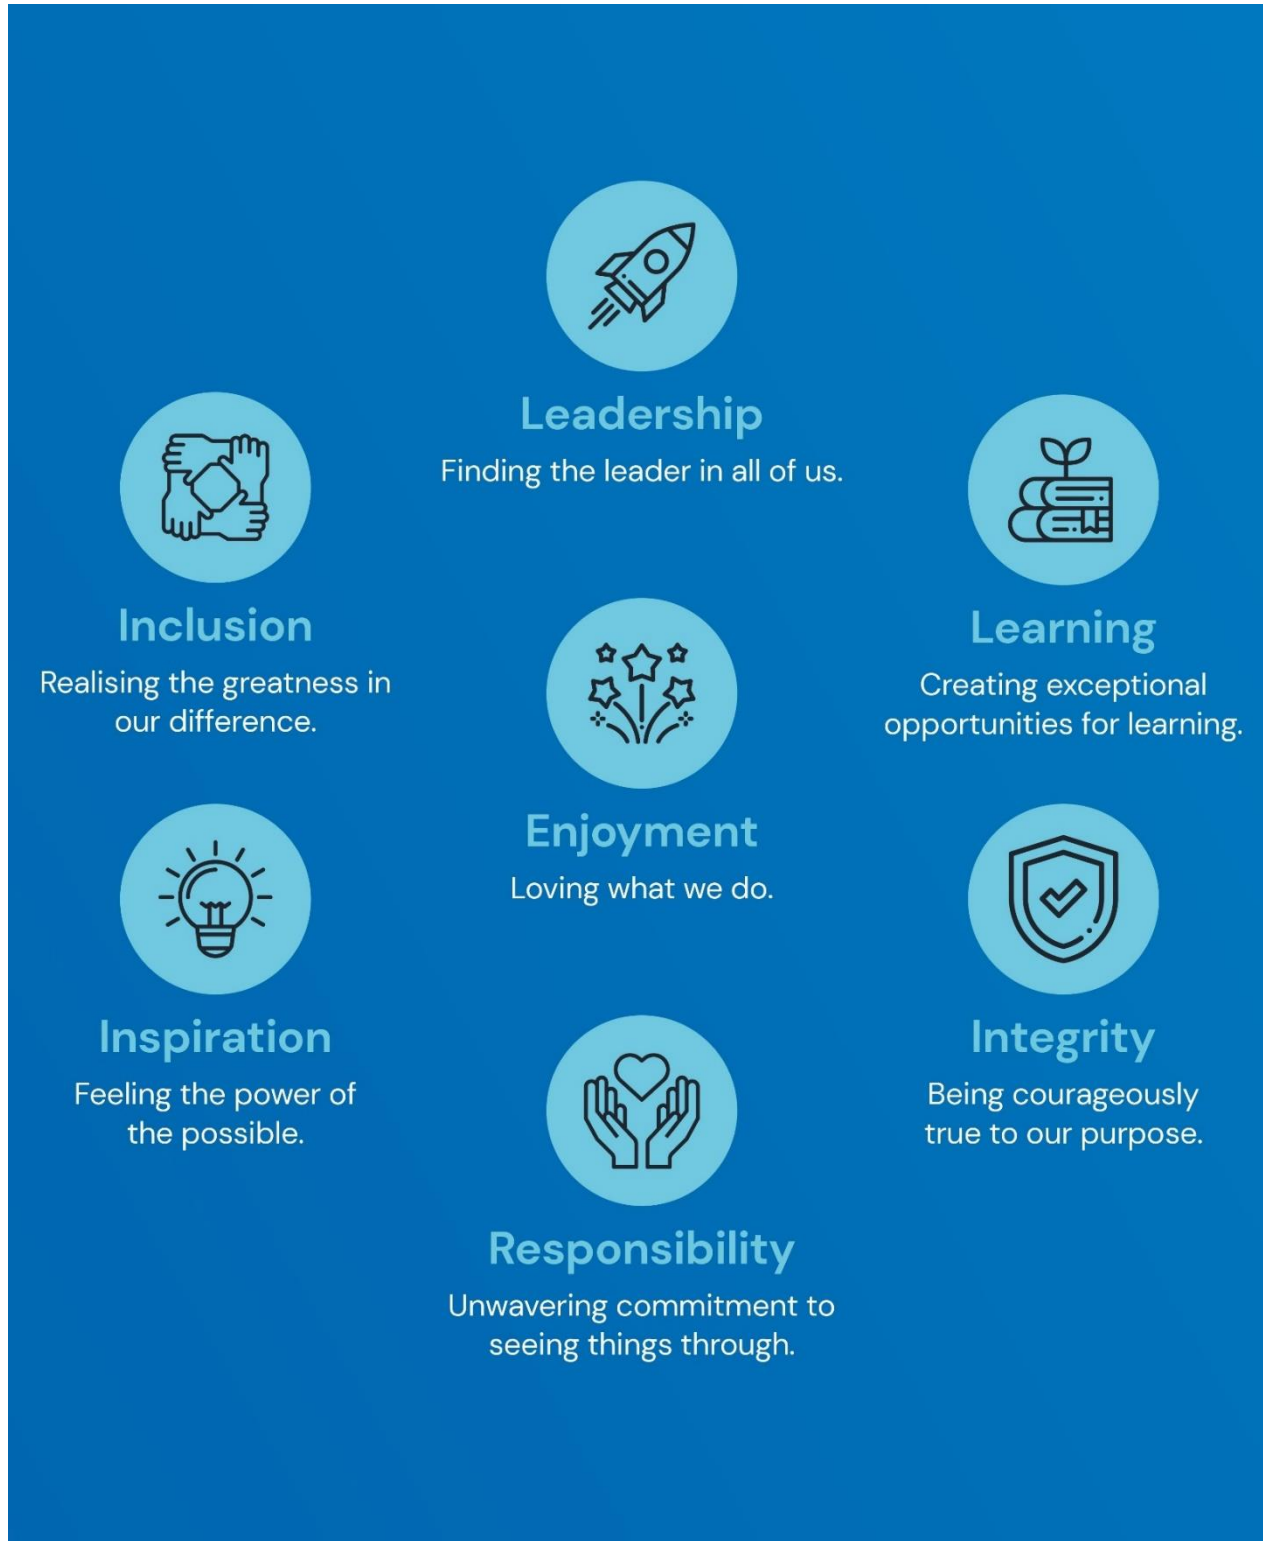 Leadership
Finding the leader in all of us.
Inclusion
Realising the greatness in
our difference.
Learning
Creating exceptional
opportunities for learning.
Enjoyment
Loving what we do.
Inspiration
Feeling the power of
the possible.
Integrity
Being courageously
true to our purpose.
Responsibility
Unwavering commitment to
seeing things through.